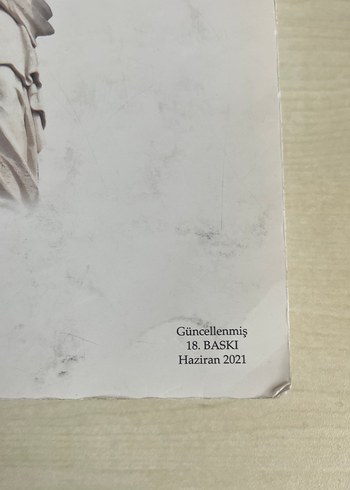 Güncellenmiş
18. BASKI
Haziran 2021